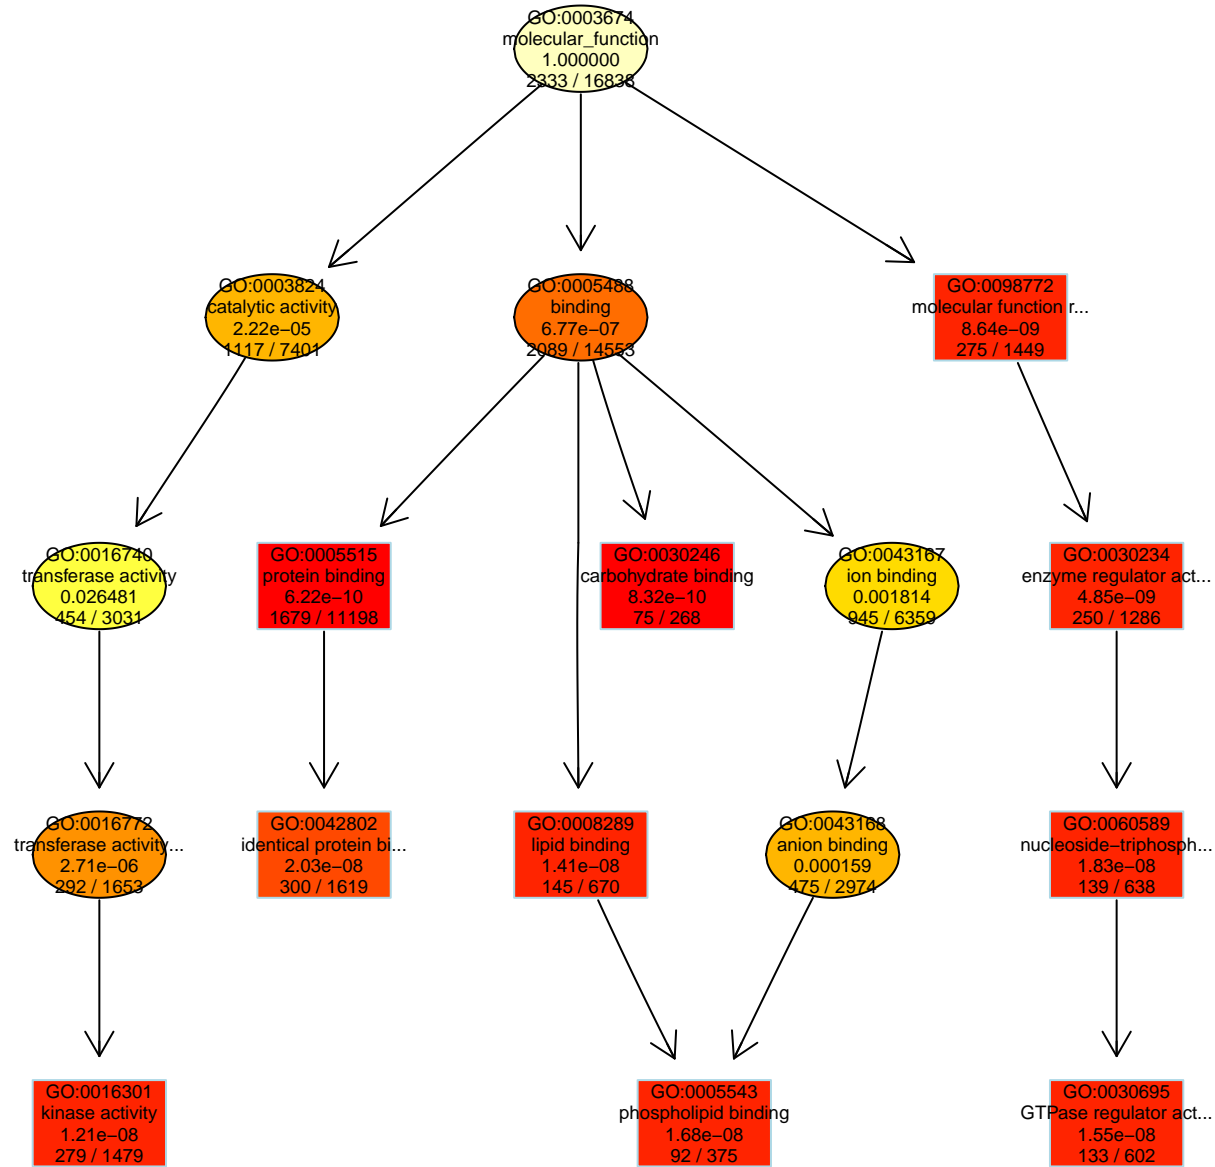 GO:0003674
molecular_function
1.000000
2333 / 16838
GO:0003824
catalytic activity
2.22e−05
1117 / 7401
GO:0005488
binding
6.77e−07
2089 / 14553
GO:0098772
molecular function r...
8.64e−09
275 / 1449
GO:0016740
transferase activity
0.026481
454 / 3031
GO:0005515
protein binding
6.22e−10
1679 / 11198
GO:0030246
carbohydrate binding
8.32e−10
75 / 268
GO:0043167
ion binding
0.001814
945 / 6359
GO:0030234
enzyme regulator act...
4.85e−09
250 / 1286
GO:0016772
transferase activity...
2.71e−06
292 / 1653
GO:0042802
identical protein bi...
2.03e−08
300 / 1619
GO:0008289
lipid binding
1.41e−08
145 / 670
GO:0043168
anion binding
0.000159
475 / 2974
GO:0060589
nucleoside−triphosph...
1.83e−08
139 / 638
GO:0016301
kinase activity
1.21e−08
279 / 1479
GO:0005543
phospholipid binding
1.68e−08
92 / 375
GO:0030695
GTPase regulator act...
1.55e−08
133 / 602